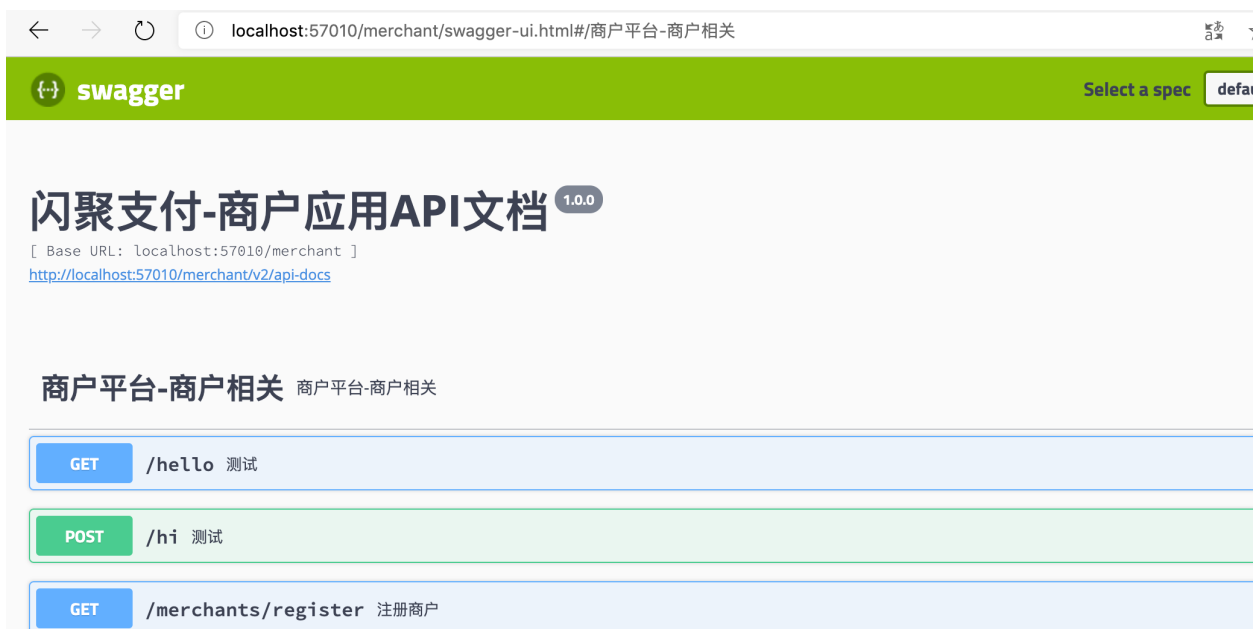 localhost:57010/merchant/swagger-ui.html#/商户平台-商户相关
swagger
Select a spec
闪聚支付-商户应用API文档 1.0.0
[ Base URL: localhost:57010/merchant ]
http://localhost:57010/merchant/v2/api-docs
商户平台-商户相关 商户平台-商户相关
GET /hello 测试
POST /hi 测试
GET /merchants/register 注册商户